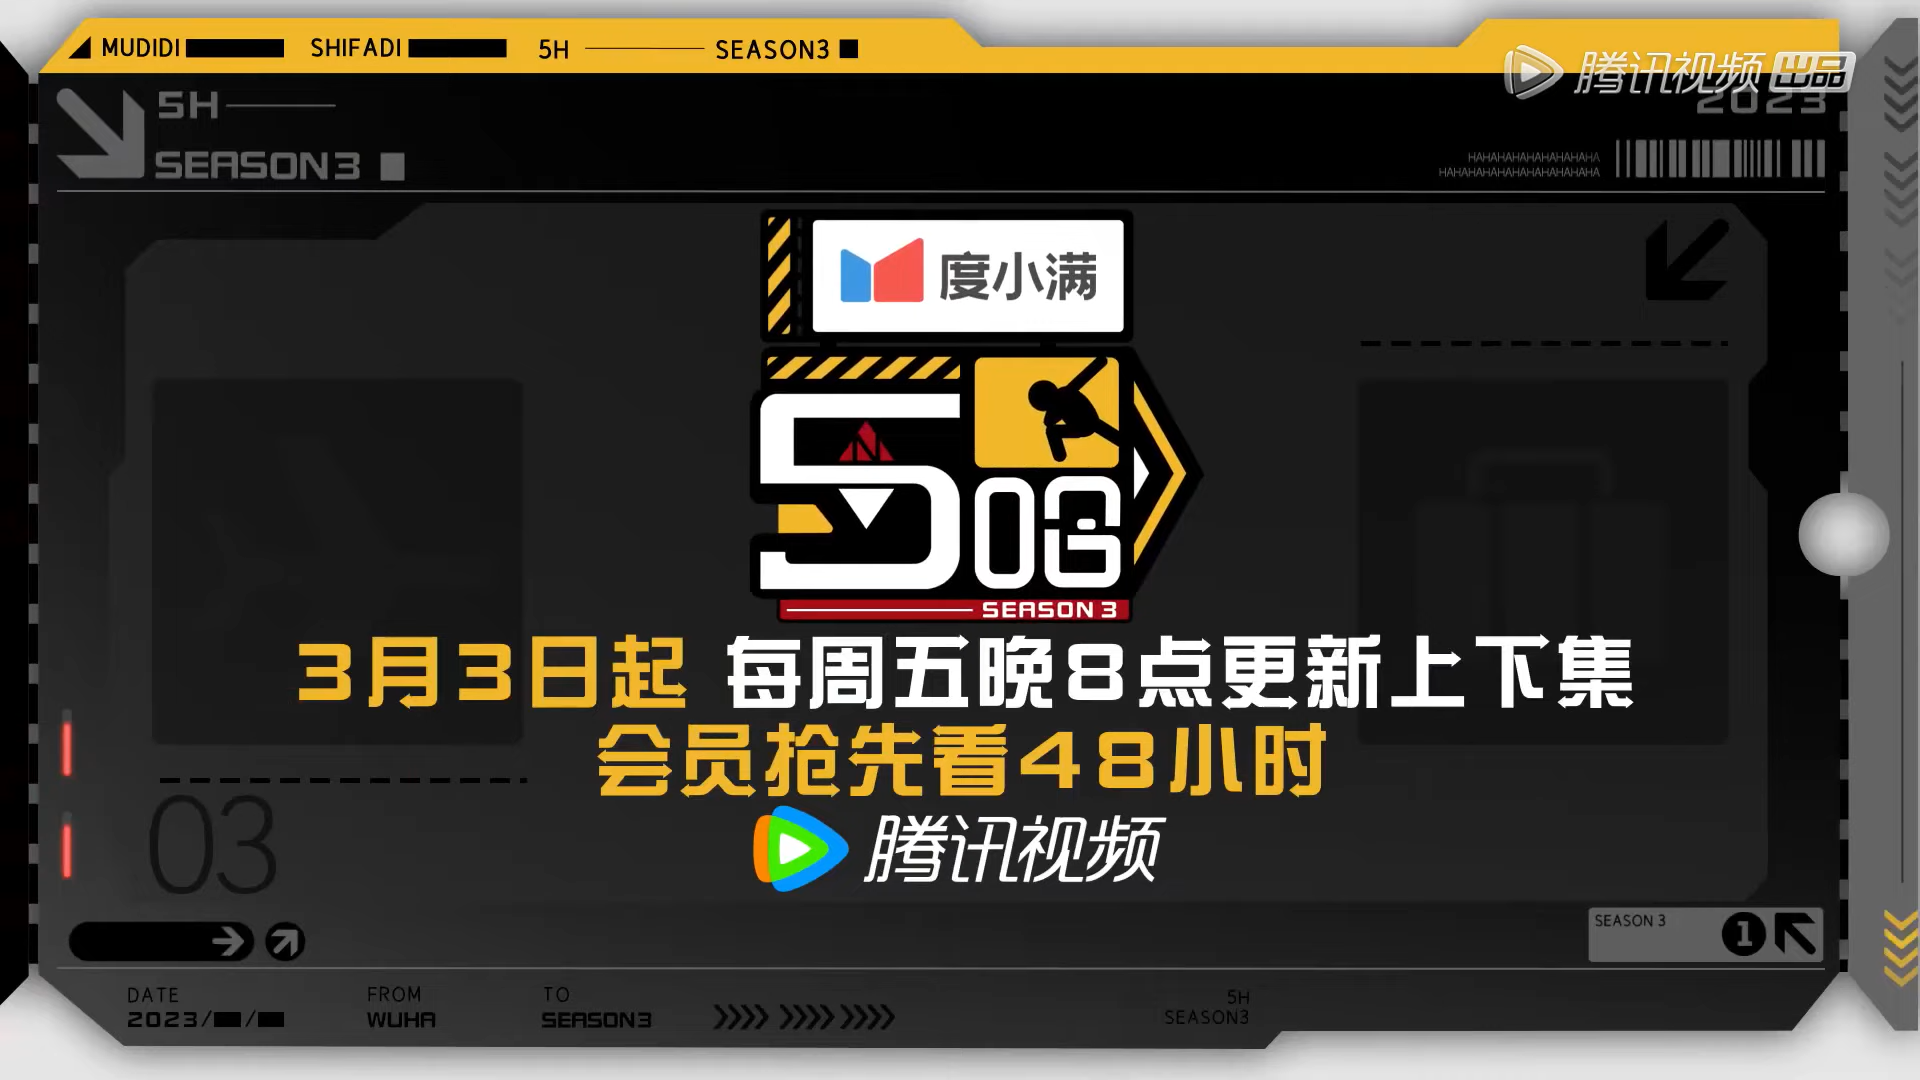 MUDIDI SHIFADI 5H SEASON3
腾讯视频 出品
5H
2023
SEASON3
HAHAHAHAHAHAHAHAHA
HAHAHAHAHAHAHAHAHAHAHA
度小满
5哈
SEASON 3
3月3日起 每周五晚8点更新上下集
会员抢先看48小时
腾讯视频
03
SEASON 3
1
DATE
2023/
FROM
WUHA
TO
SEASON3
5H
SEASON3